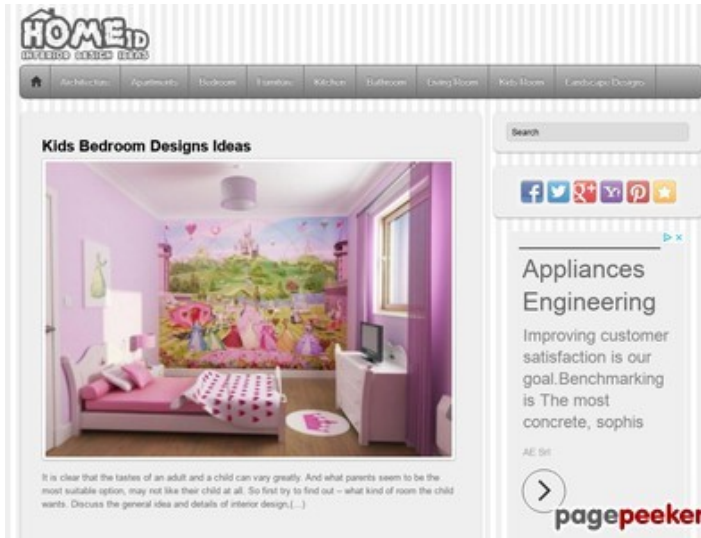 HOME ID
INTERIOR DESIGN IDEAS
Architecture Apartments Bedroom Furniture Kitchen Bathroom Living Room Kids Room Landscape Designs
Kids Bedroom Designs Ideas
It is clear that the tastes of an adult and a child can vary greatly. And what parents seem to be the
most suitable option, may not like their child at all. So first try to find out – what kind of room the child
wants. Discuss the general idea and details of interior design,[...]
Search
Appliances
Engineering
Improving customer
satisfaction is our
goal.Benchmarking
is The most
concrete, sophis
AE Srl
pagepeeker